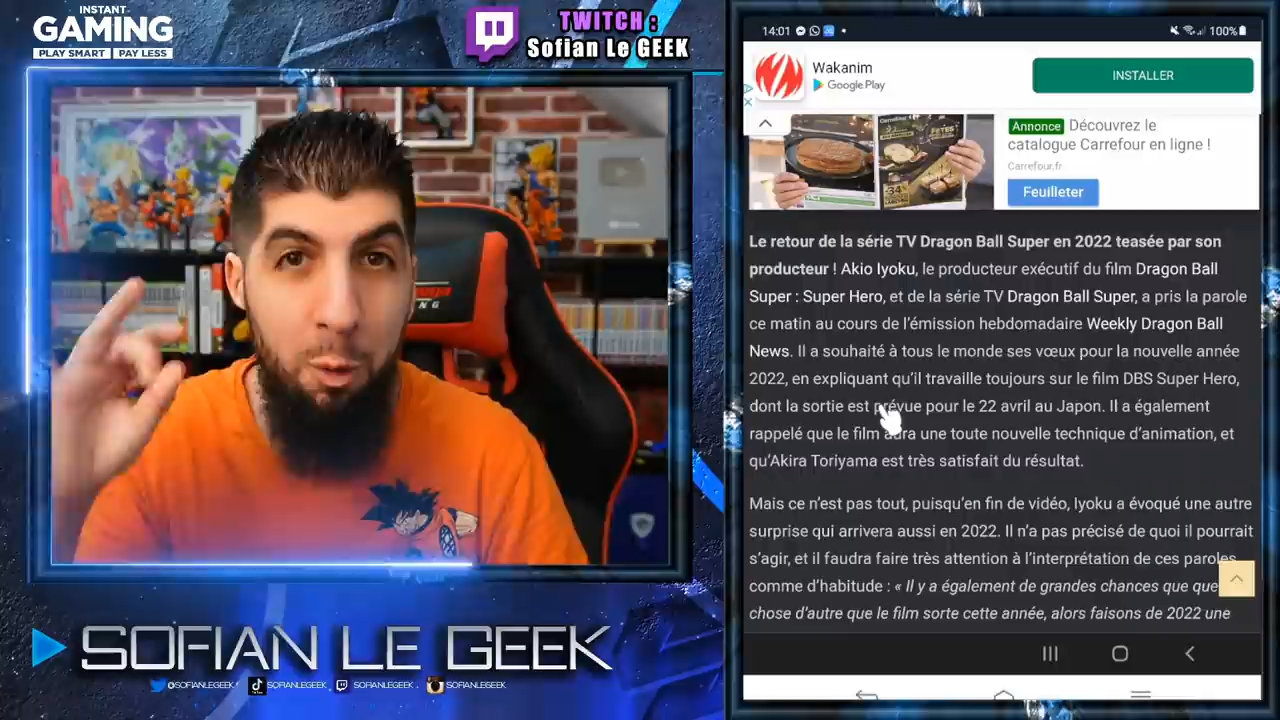 INSTANT
GAMING
PLAY SMART | PAY LESS
TWITCH :
Sofian Le GEEK
SOFIAN LE GEEK
@SOFIANLEGEEK
SOFIANLEGEEK
SOFIANLEGEEK
SOFIANLEGEEK
14:01
100%
Wakanim
Google Play
INSTALLER
Annonce Découvrez le
catalogue Carrefour en ligne !
Carrefour.fr
Feuilleter
Le retour de la série TV Dragon Ball Super en 2022 teasée par son
producteur ! Akio Iyoku, le producteur exécutif du film Dragon Ball
Super : Super Hero, et de la série TV Dragon Ball Super, a pris la parole
ce matin au cours de l’émission hebdomadaire Weekly Dragon Ball
News. Il a souhaité à tous le monde ses vœux pour la nouvelle année
2022, en expliquant qu’il travaille toujours sur le film DBS Super Hero,
dont la sortie est prévue pour le 22 avril au Japon. Il a également
rappelé que le film aura une toute nouvelle technique d’animation, et
qu’Akira Toriyama est très satisfait du résultat.
Mais ce n’est pas tout, puisqu’en fin de vidéo, Iyoku a évoqué une autre
surprise qui arrivera aussi en 2022. Il n’a pas précisé de quoi il pourrait
s’agir, et il faudra faire très attention à l’interprétation de ces paroles
comme d’habitude : « Il y a également de grandes chances que que
chose d’autre que le film sorte cette année, alors faisons de 2022 une